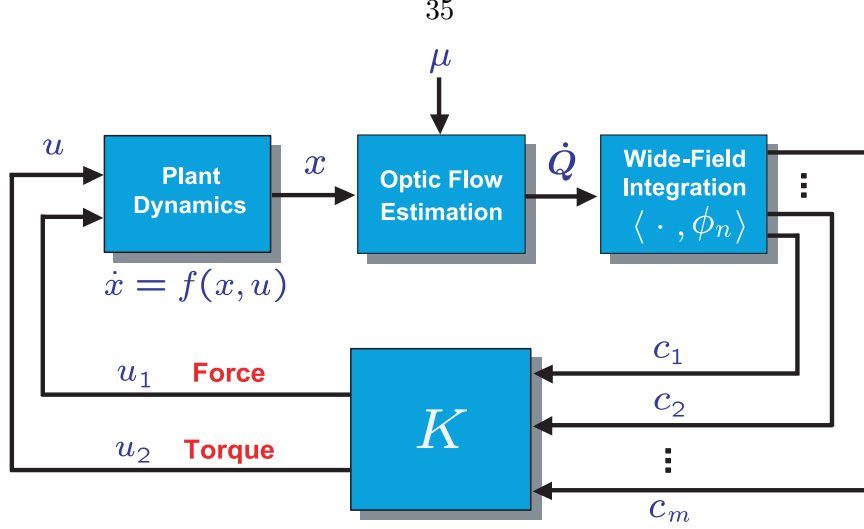 35
μ
u
Plant
Dynamics
x
Optic Flow
Estimation
Q̇
Wide-Field
Integration
⟨ · , ϕₙ⟩
⋮
ẋ = f(x, u)
u₁ Force
u₂ Torque
K
c₁
c₂
⋮
cₘ